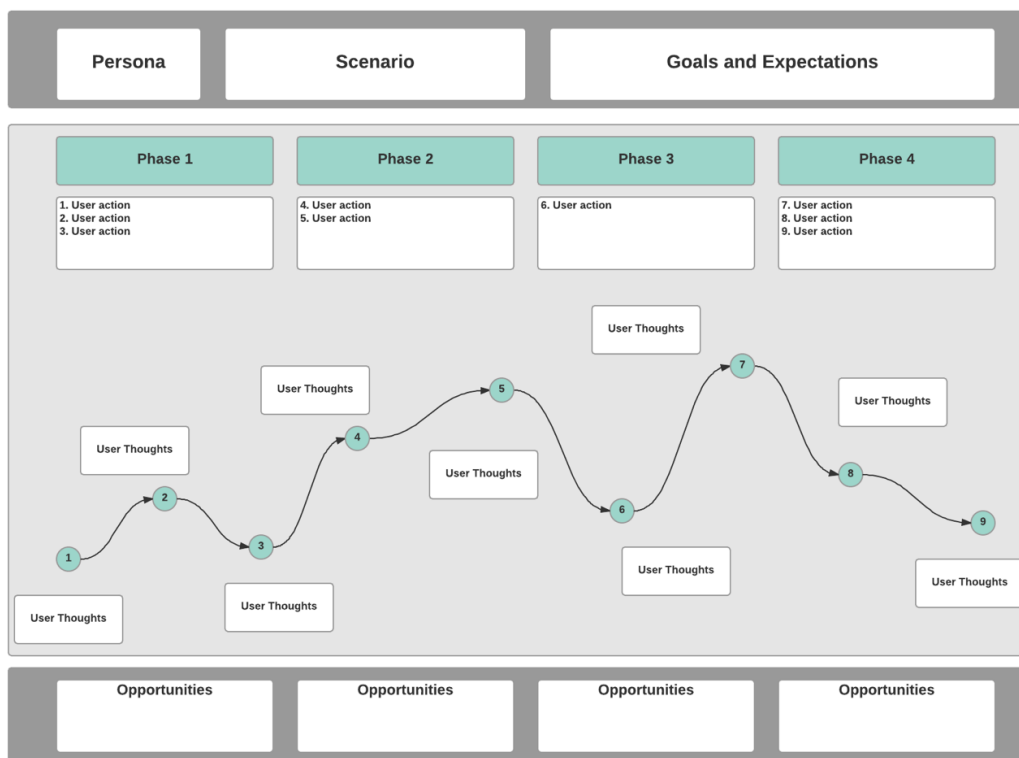 Persona
Scenario
Goals and Expectations
Phase 1
Phase 2
Phase 3
Phase 4
1. User action
2. User action
3. User action
4. User action
5. User action
6. User action
7. User action
8. User action
9. User action
User Thoughts
7
User Thoughts
5
User Thoughts
4
User Thoughts
User Thoughts
8
2
6
9
3
1
User Thoughts
User Thoughts
User Thoughts
User Thoughts
Opportunities
Opportunities
Opportunities
Opportunities